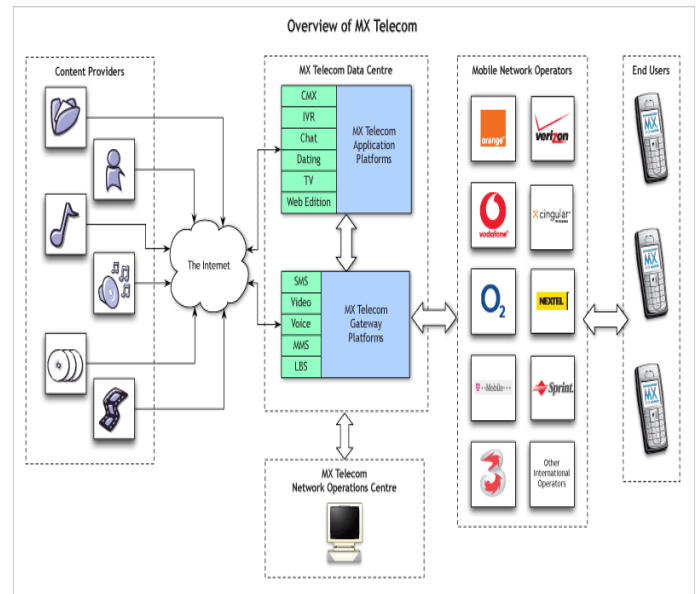 Overview of MX Telecom
Content Providers
The Internet
MX Telecom Data Centre
CMX
IVR
Chat
Dating
TV
Web Edition
MX Telecom
Application
Platforms
SMS
Video
Voice
MMS
LBS
MX Telecom
Gateway
Platforms
MX Telecom
Network Operations Centre
Mobile Network Operators
orange
verizon
vodafone
cingular
O2
NEXTEL
T··Mobile···
Sprint.
3
Other
International
Operators
End Users
MX
MX
MX